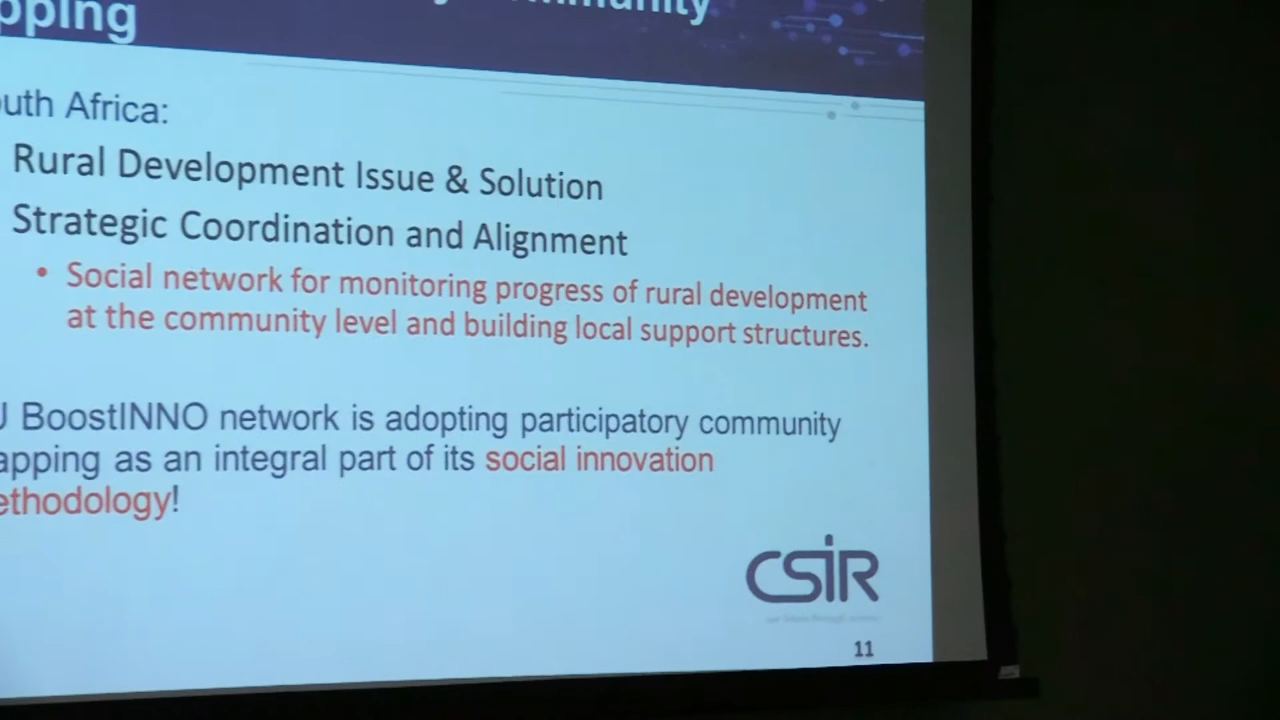 pping
uth Africa:
Rural Development Issue & Solution
Strategic Coordination and Alignment
• Social network for monitoring progress of rural development
at the community level and building local support structures.
BoostINNO network is adopting participatory community
apping as an integral part of its social innovation
ethodology!
CSIR
11